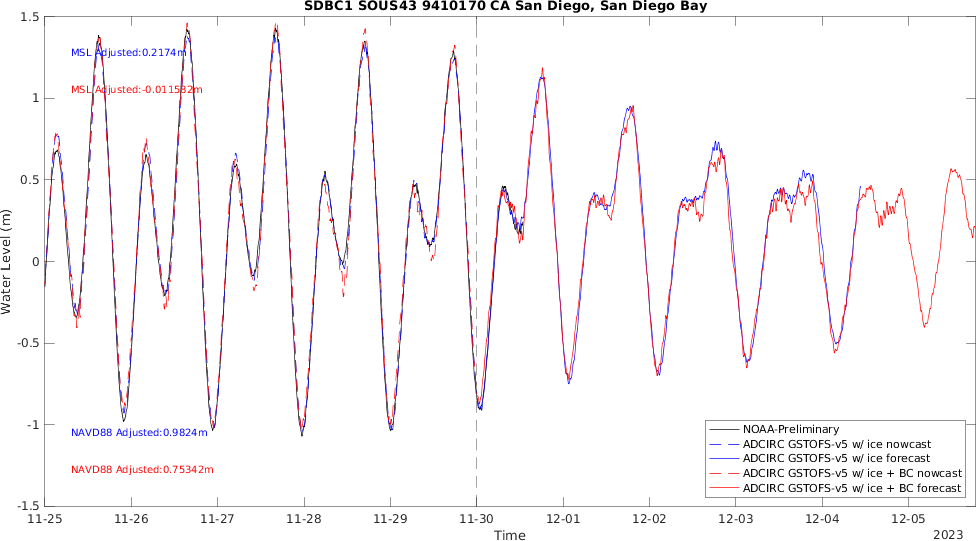 SDBC1 SOUS43 9410170 CA San Diego, San Diego Bay
Water Level (m)
1.5
1
0.5
0
-0.5
-1
-1.5
MSL Adjusted:0.2174m
MSL Adjusted:-0.011532m
NAVD88 Adjusted:0.9824m
NAVD88 Adjusted:0.75342m
NOAA-Preliminary
ADCIRC GSTOFS-v5 w/ ice nowcast
ADCIRC GSTOFS-v5 w/ ice forecast
ADCIRC GSTOFS-v5 w/ ice + BC nowcast
ADCIRC GSTOFS-v5 w/ ice + BC forecast
11-25 11-26 11-27 11-28 11-29 11-30 12-01 12-02 12-03 12-04 12-05
Time
2023